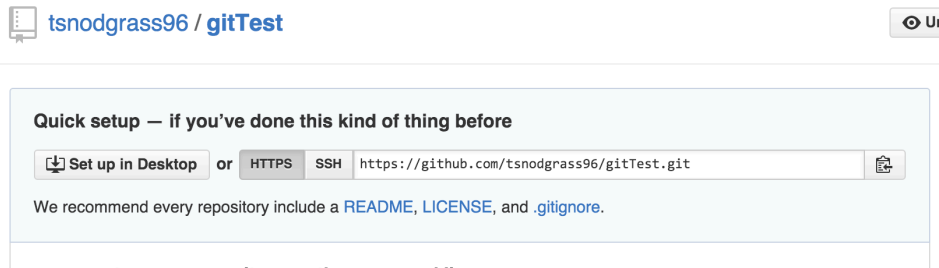 tsnodgrass96 / gitTest
Quick setup — if you've done this kind of thing before
Set up in Desktop or HTTPS SSH https://github.com/tsnodgrass96/gitTest.git
We recommend every repository include a README, LICENSE, and .gitignore.